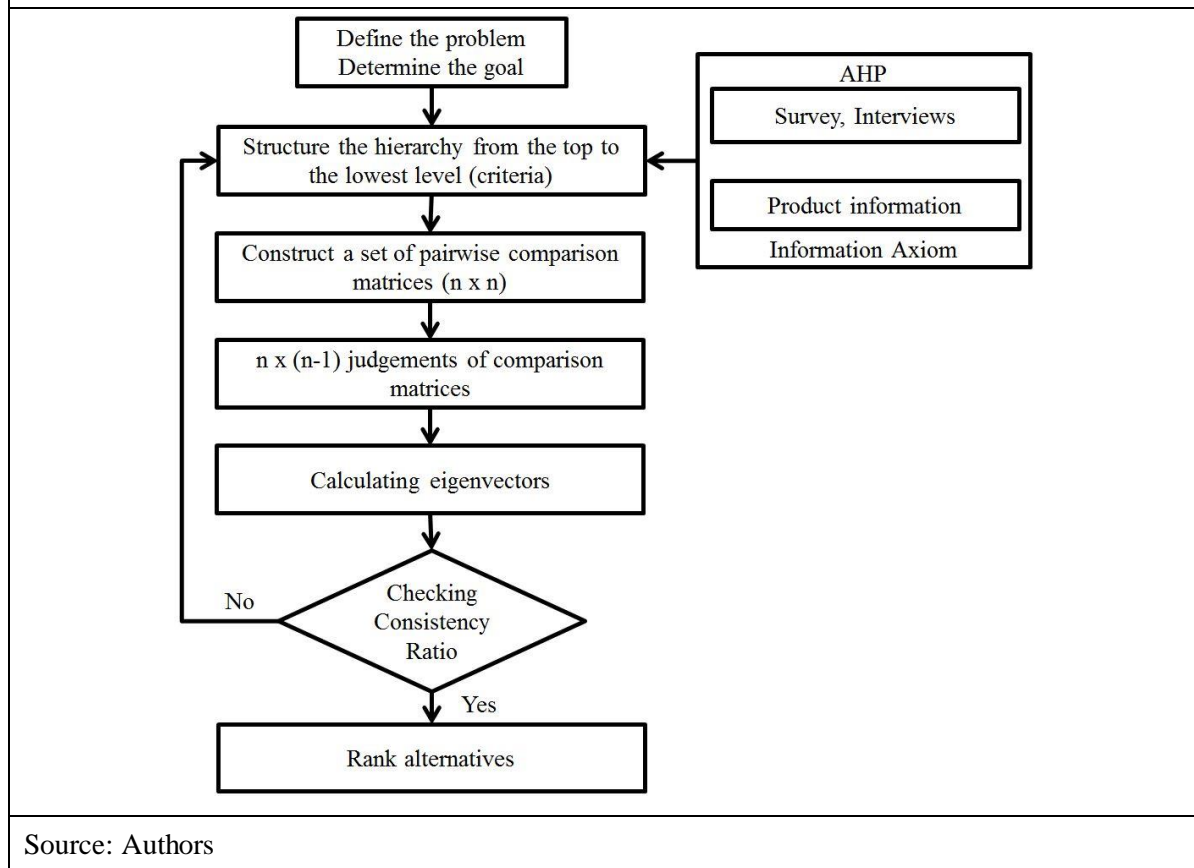 Define the problem
Determine the goal
AHP
Survey, Interviews
Product information
Information Axiom
Structure the hierarchy from the top to
the lowest level (criteria)
Construct a set of pairwise comparison
matrices (n x n)
n x (n-1) judgements of comparison
matrices
Calculating eigenvectors
Checking
Consistency
Ratio
No
Yes
Rank alternatives
Source: Authors